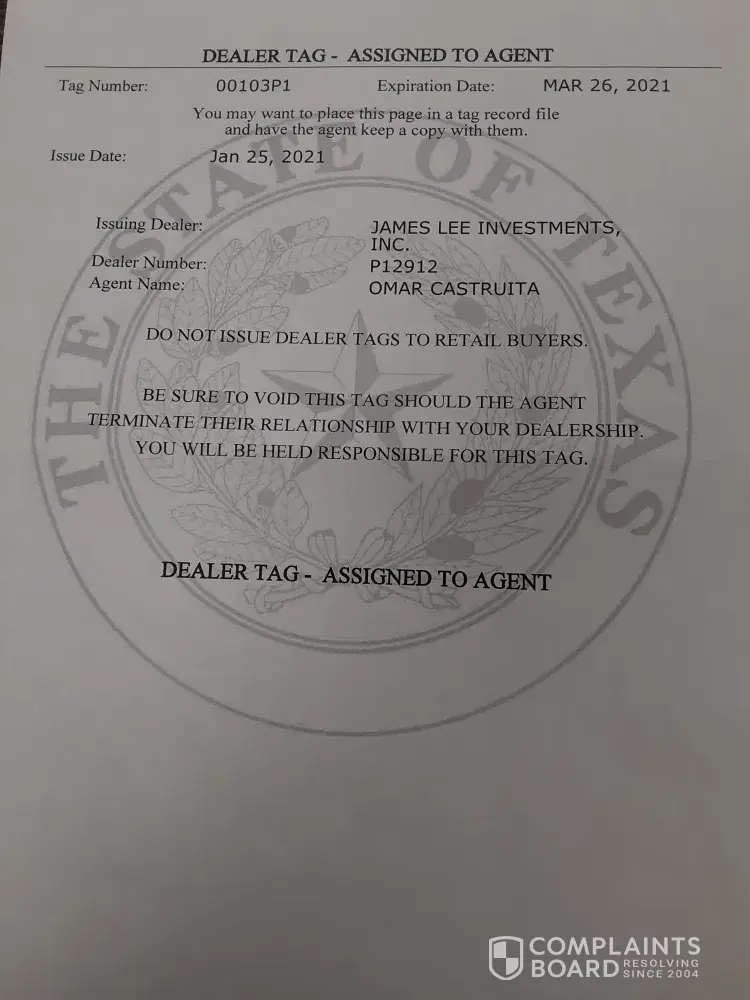 DEALER TAG - ASSIGNED TO AGENT
Tag Number: 00103P1 Expiration Date: MAR 26, 2021
You may want to place this page in a tag record file
and have the agent keep a copy with them.
Issue Date: Jan 25, 2021
THE STATE OF TEXAS
Issuing Dealer: JAMES LEE INVESTMENTS,
INC.
Dealer Number: P12912
Agent Name: OMAR CASTRUITA
DO NOT ISSUE DEALER TAGS TO RETAIL BUYERS.
BE SURE TO VOID THIS TAG SHOULD THE AGENT
TERMINATE THEIR RELATIONSHIP WITH YOUR DEALERSHIP.
YOU WILL BE HELD RESPONSIBLE FOR THIS TAG.
DEALER TAG - ASSIGNED TO AGENT
COMPLAINTS
BOARD RESOLVING
SINCE 2004